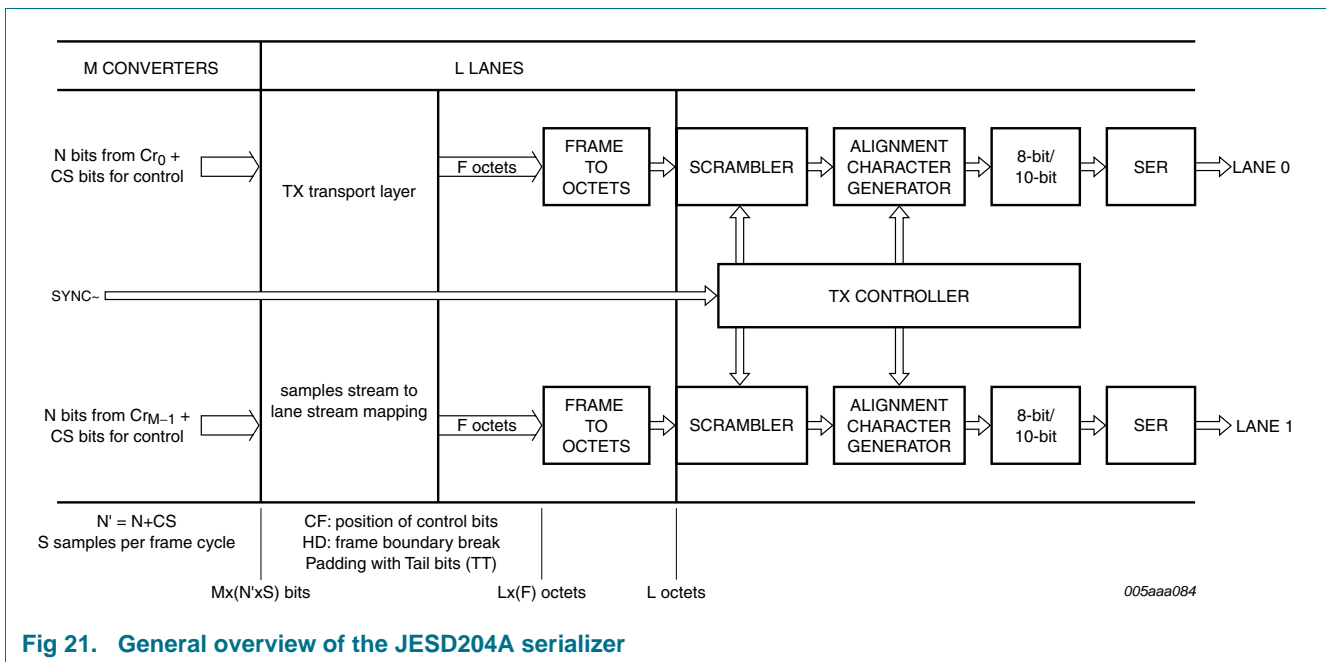 M CONVERTERS
L LANES
N bits from Cr0 +
CS bits for control
TX transport layer
F octets
FRAME
TO
OCTETS
SCRAMBLER
ALIGNMENT
CHARACTER
GENERATOR
8-bit/
10-bit
SER
LANE 0
SYNC~
TX CONTROLLER
N bits from CrM−1 +
CS bits for control
samples stream to
lane stream mapping
F octets
FRAME
TO
OCTETS
SCRAMBLER
ALIGNMENT
CHARACTER
GENERATOR
8-bit/
10-bit
SER
LANE 1
N' = N+CS
S samples per frame cycle
CF: position of control bits
HD: frame boundary break
Padding with Tail bits (TT)
Mx(N'xS) bits
Lx(F) octets
L octets
005aaa084
Fig 21. General overview of the JESD204A serializer